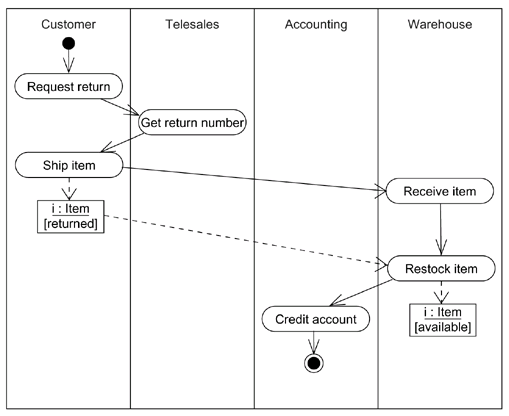 Customer
Telesales
Accounting
Warehouse
Request return
Get return number
Ship item
Receive item
i : Item
[returned]
Restock item
Credit account
i : Item
[available]